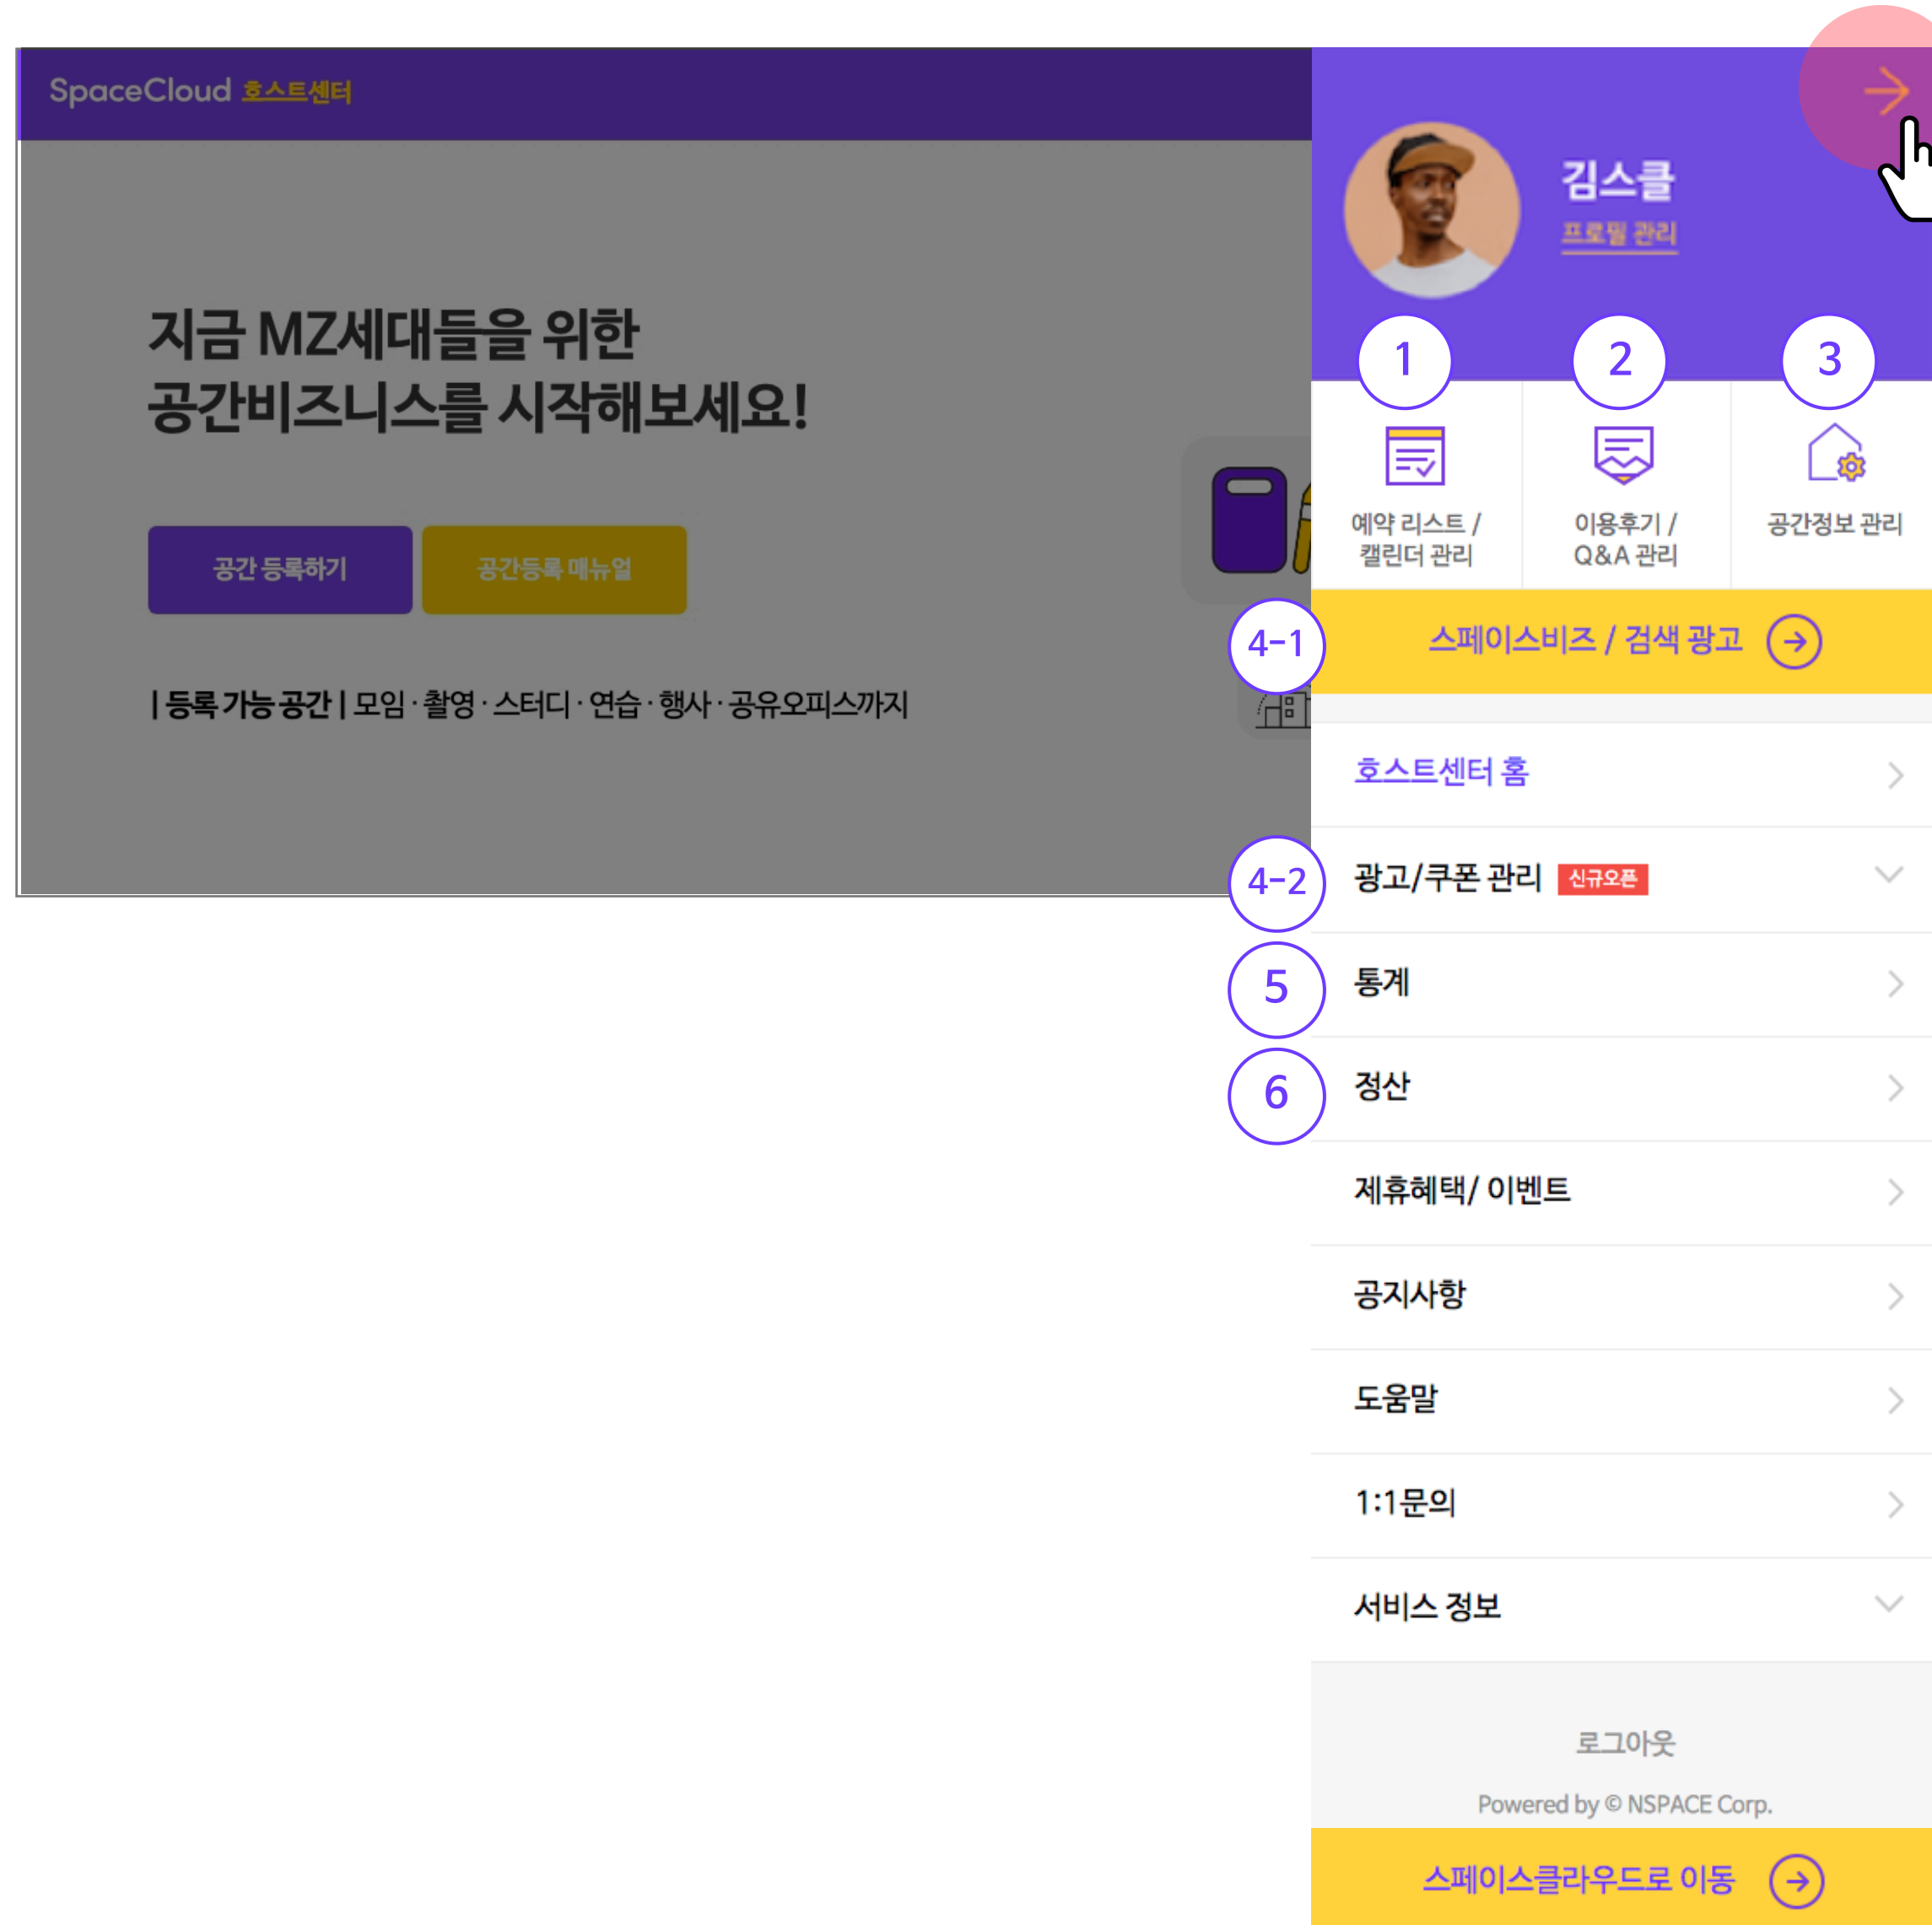 SpaceCloud 호스트센터
지금 MZ세대들을 위한
공간비즈니스를 시작해보세요!
공간 등록하기
공간등록 매뉴얼
| 등록 가능 공간 | 모임 · 촬영 · 스터디 · 연습 · 행사 · 공유오피스까지
김스클
프로필 관리
1
2
3
예약 리스트 /
캘린더 관리
이용후기 /
Q&A 관리
공간정보 관리
4-1
스페이스비즈 / 검색 광고
호스트센터 홈
4-2
광고/쿠폰 관리 신규오픈
5
통계
6
정산
제휴혜택/ 이벤트
공지사항
도움말
1:1문의
서비스 정보
로그아웃
Powered by © NSPACE Corp.
스페이스클라우드로 이동